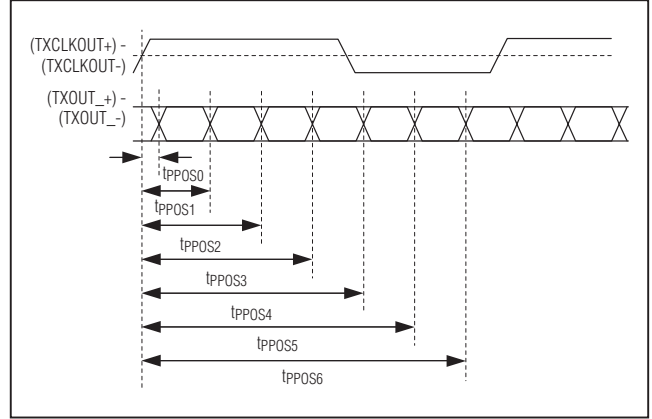 (TXCLKOUT+) -
(TXCLKOUT-)
(TXOUT_+) -
(TXOUT_-)
tPPOS0
tPPOS1
tPPOS2
tPPOS3
tPPOS4
tPPOS5
tPPOS6